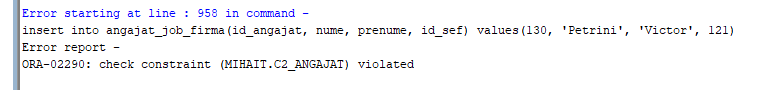 Error starting at line : 958 in command -
insert into angajat_job_firma(id_angajat, nume, prenume, id_sef) values(130, 'Petrini', 'Victor', 121)
Error report -
ORA-02290: check constraint (MIHAIT.C2_ANGAJAT) violated